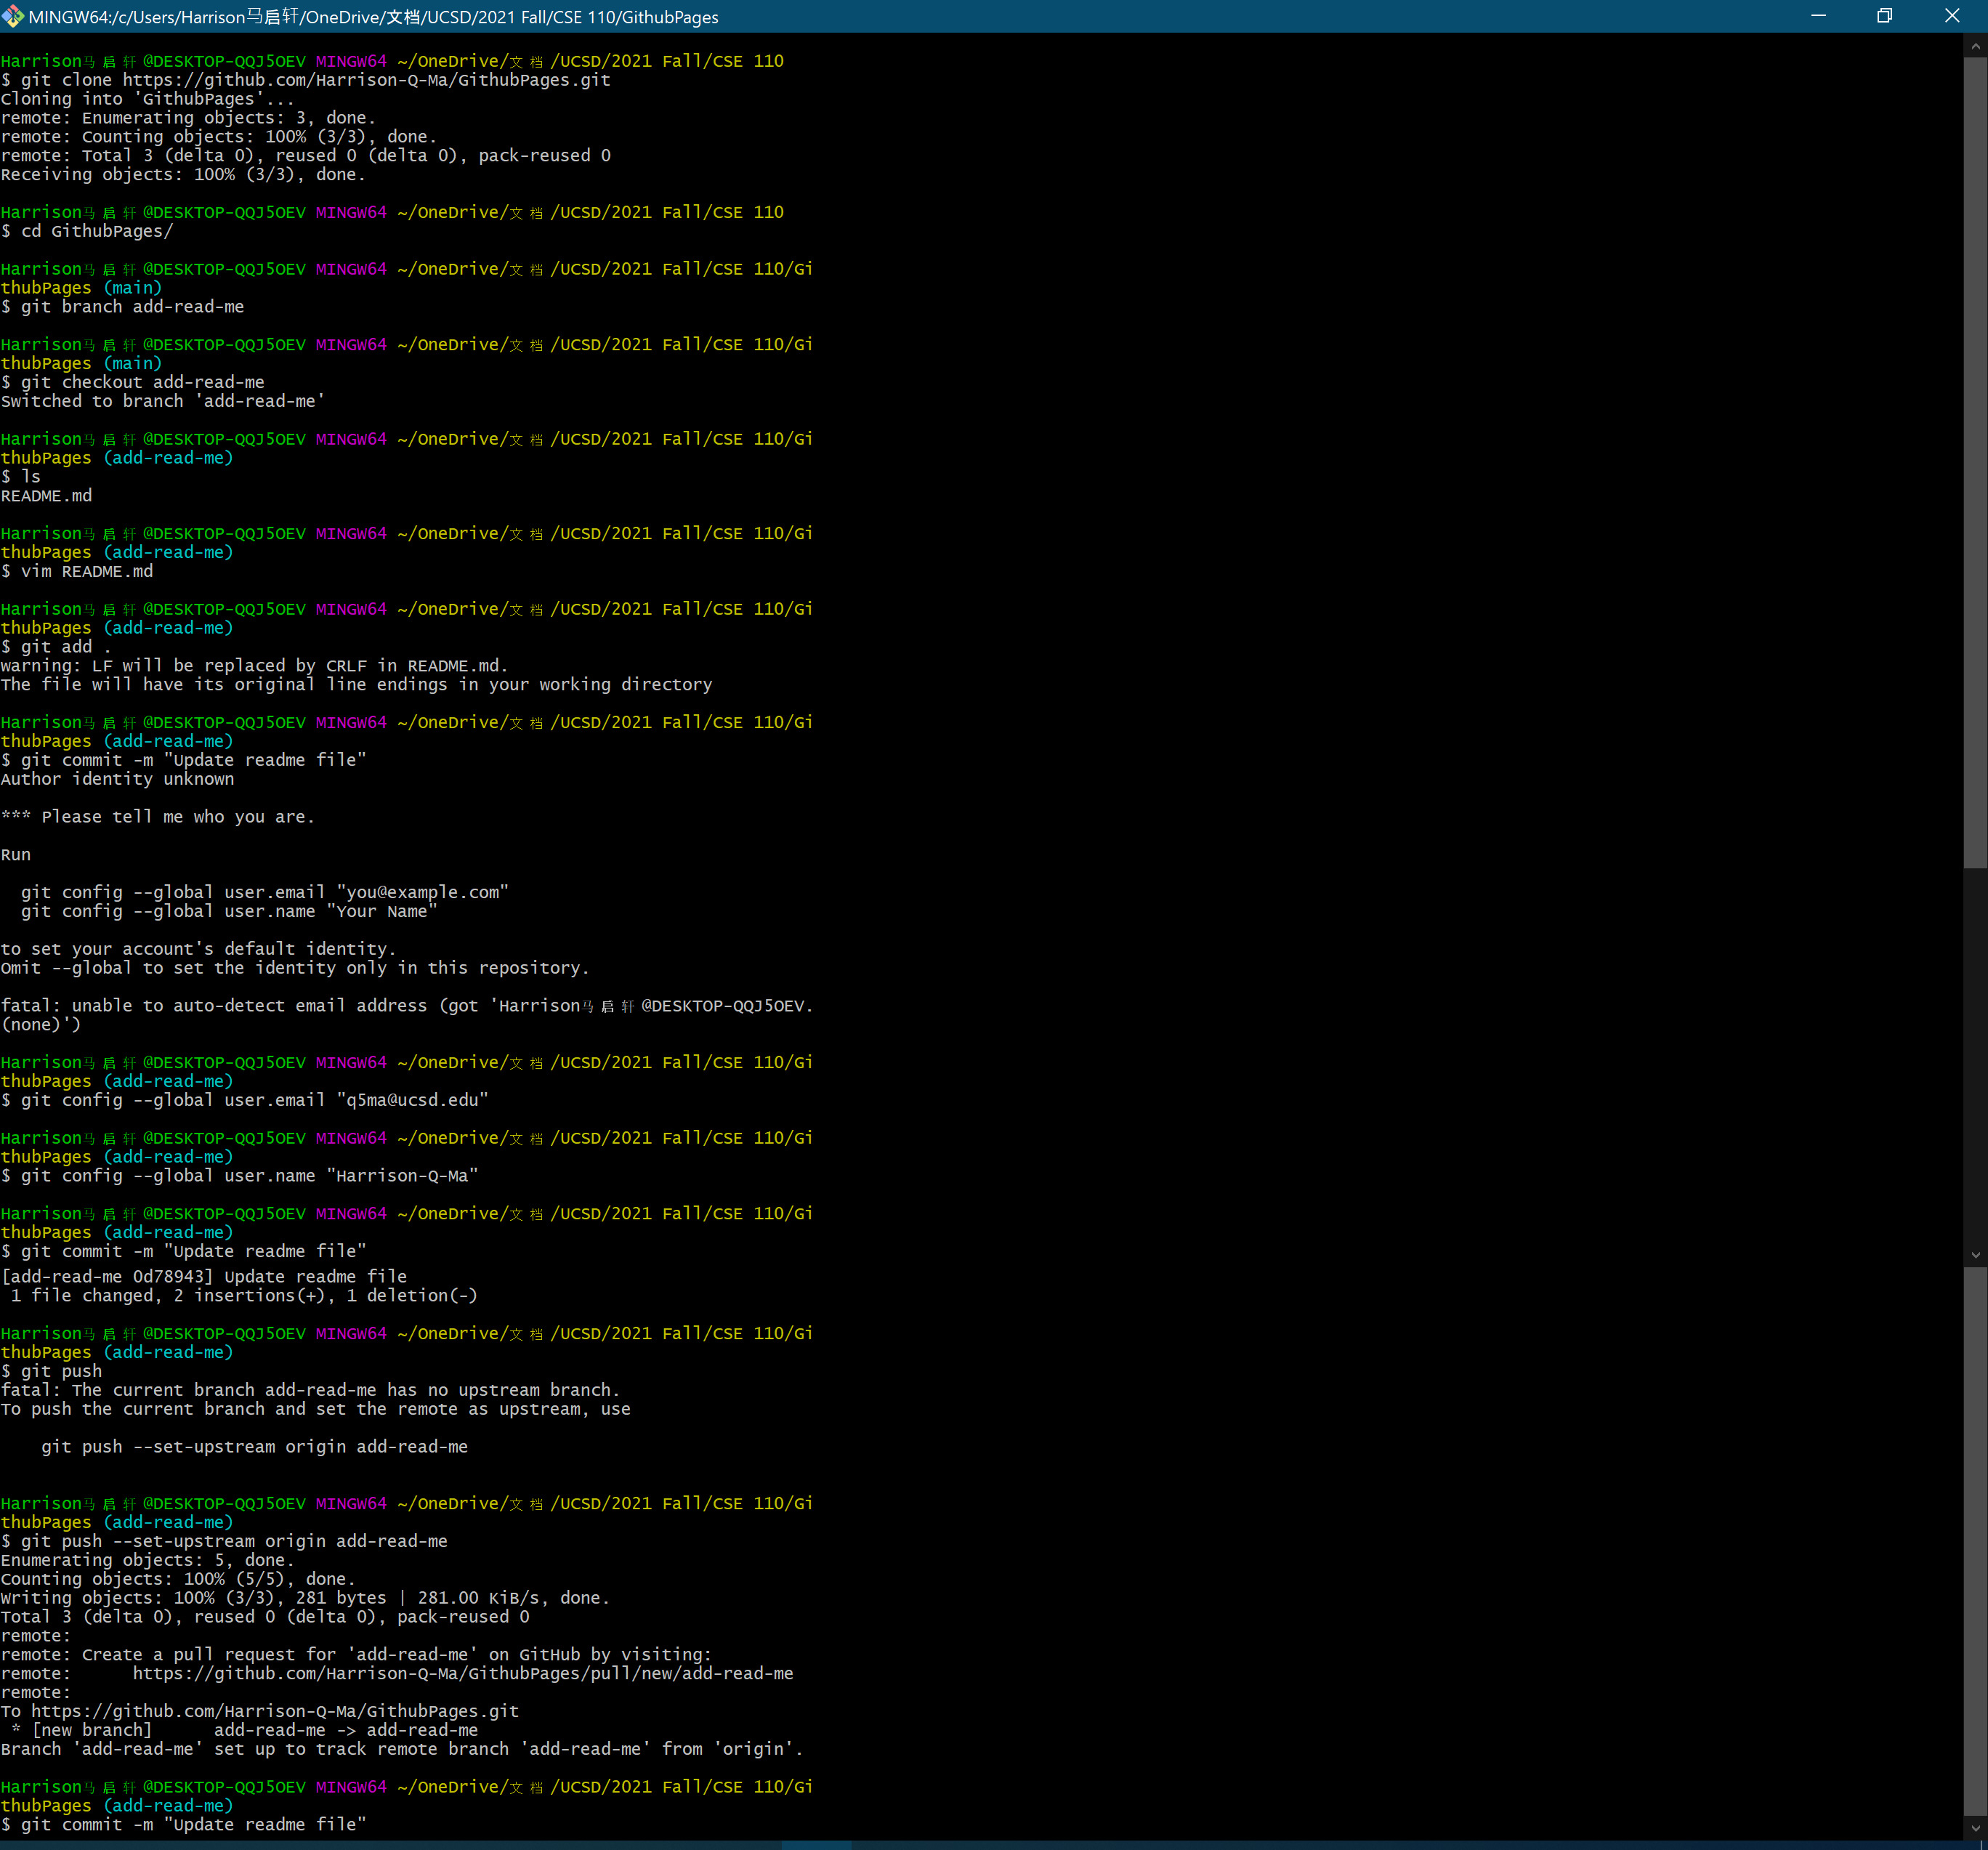 MINGW64:/c/Users/Harrison马启轩/OneDrive/文档/UCSD/2021 Fall/CSE 110/GithubPages
Harrison马启轩@DESKTOP-QQJ5OEV MINGW64 ~/OneDrive/文档/UCSD/2021 Fall/CSE 110
$ git clone https://github.com/Harrison-Q-Ma/GithubPages.git
Cloning into 'GithubPages'...
remote: Enumerating objects: 3, done.
remote: Counting objects: 100% (3/3), done.
remote: Total 3 (delta 0), reused 0 (delta 0), pack-reused 0
Receiving objects: 100% (3/3), done.
Harrison马启轩@DESKTOP-QQJ5OEV MINGW64 ~/OneDrive/文档/UCSD/2021 Fall/CSE 110
$ cd GithubPages/
Harrison马启轩@DESKTOP-QQJ5OEV MINGW64 ~/OneDrive/文档/UCSD/2021 Fall/CSE 110/Gi
thubPages (main)
$ git branch add-read-me
Harrison马启轩@DESKTOP-QQJ5OEV MINGW64 ~/OneDrive/文档/UCSD/2021 Fall/CSE 110/Gi
thubPages (main)
$ git checkout add-read-me
Switched to branch 'add-read-me'
Harrison马启轩@DESKTOP-QQJ5OEV MINGW64 ~/OneDrive/文档/UCSD/2021 Fall/CSE 110/Gi
thubPages (add-read-me)
$ ls
README.md
Harrison马启轩@DESKTOP-QQJ5OEV MINGW64 ~/OneDrive/文档/UCSD/2021 Fall/CSE 110/Gi
thubPages (add-read-me)
$ vim README.md
Harrison马启轩@DESKTOP-QQJ5OEV MINGW64 ~/OneDrive/文档/UCSD/2021 Fall/CSE 110/Gi
thubPages (add-read-me)
$ git add .
warning: LF will be replaced by CRLF in README.md.
The file will have its original line endings in your working directory
Harrison马启轩@DESKTOP-QQJ5OEV MINGW64 ~/OneDrive/文档/UCSD/2021 Fall/CSE 110/Gi
thubPages (add-read-me)
$ git commit -m "Update readme file"
Author identity unknown
*** Please tell me who you are.
Run
  git config --global user.email "you@example.com"
  git config --global user.name "Your Name"
to set your account's default identity.
Omit --global to set the identity only in this repository.
fatal: unable to auto-detect email address (got 'Harrison马启轩@DESKTOP-QQJ5OEV.
(none)')
Harrison马启轩@DESKTOP-QQJ5OEV MINGW64 ~/OneDrive/文档/UCSD/2021 Fall/CSE 110/Gi
thubPages (add-read-me)
$ git config --global user.email "q5ma@ucsd.edu"
Harrison马启轩@DESKTOP-QQJ5OEV MINGW64 ~/OneDrive/文档/UCSD/2021 Fall/CSE 110/Gi
thubPages (add-read-me)
$ git config --global user.name "Harrison-Q-Ma"
Harrison马启轩@DESKTOP-QQJ5OEV MINGW64 ~/OneDrive/文档/UCSD/2021 Fall/CSE 110/Gi
thubPages (add-read-me)
$ git commit -m "Update readme file"
[add-read-me 0d78943] Update readme file
 1 file changed, 2 insertions(+), 1 deletion(-)
Harrison马启轩@DESKTOP-QQJ5OEV MINGW64 ~/OneDrive/文档/UCSD/2021 Fall/CSE 110/Gi
thubPages (add-read-me)
$ git push
fatal: The current branch add-read-me has no upstream branch.
To push the current branch and set the remote as upstream, use
    git push --set-upstream origin add-read-me
Harrison马启轩@DESKTOP-QQJ5OEV MINGW64 ~/OneDrive/文档/UCSD/2021 Fall/CSE 110/Gi
thubPages (add-read-me)
$ git push --set-upstream origin add-read-me
Enumerating objects: 5, done.
Counting objects: 100% (5/5), done.
Writing objects: 100% (3/3), 281 bytes | 281.00 KiB/s, done.
Total 3 (delta 0), reused 0 (delta 0), pack-reused 0
remote:
remote: Create a pull request for 'add-read-me' on GitHub by visiting:
remote:      https://github.com/Harrison-Q-Ma/GithubPages/pull/new/add-read-me
remote:
To https://github.com/Harrison-Q-Ma/GithubPages.git
 * [new branch]      add-read-me -> add-read-me
Branch 'add-read-me' set up to track remote branch 'add-read-me' from 'origin'.
Harrison马启轩@DESKTOP-QQJ5OEV MINGW64 ~/OneDrive/文档/UCSD/2021 Fall/CSE 110/Gi
thubPages (add-read-me)
$ git commit -m "Update readme file"